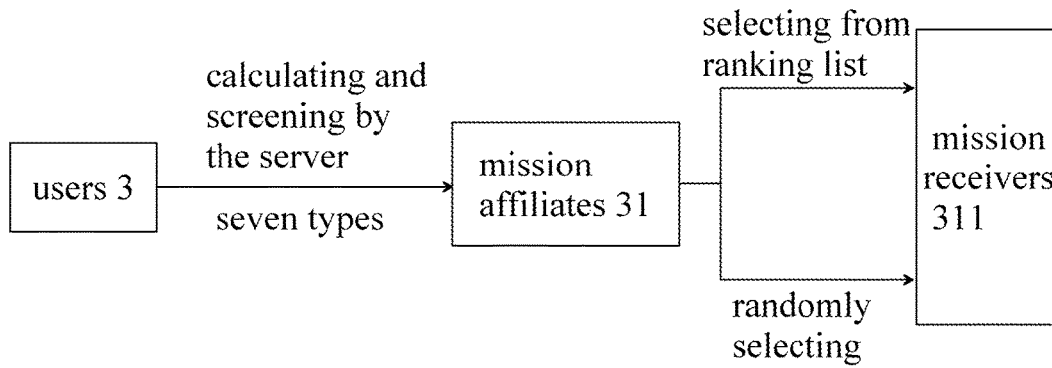 users 3
calculating and
screening by
the server
seven types
mission
affiliates 31
selecting from
ranking list
randomly
selecting
mission
receivers
311